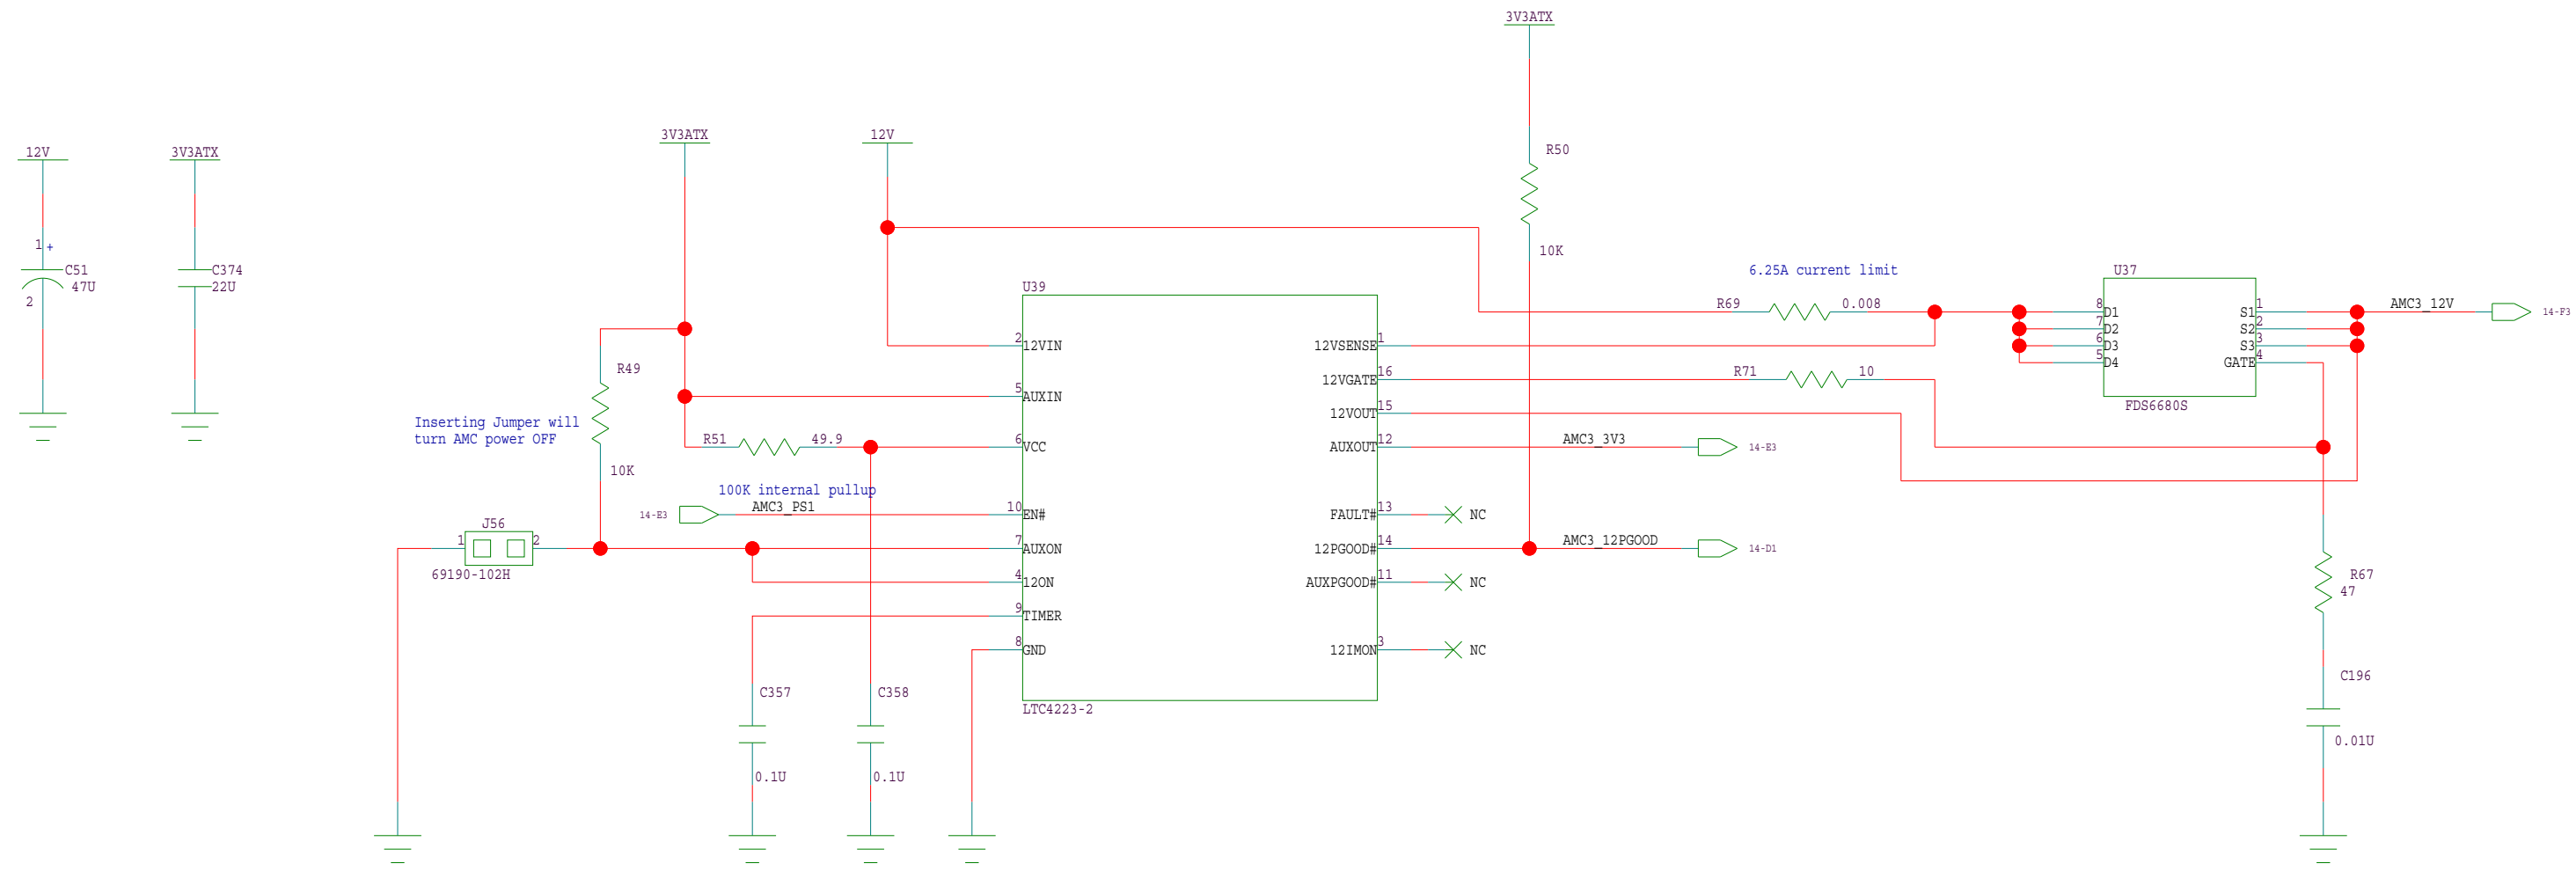 3V3ATX
3V3ATX
12V
12V
3V3ATX
R50
10K
1
+
C51
47U
2
C374
22U
6.25A current limit
R69
0.008
U37
8
D1
7
D2
6
D3
5
D4
S1
1
S2
2
S3
3
GATE
4
FDS6680S
AMC3_12V
14-F3
U39
2
12VIN
5
AUXIN
6
VCC
10
EN#
7
AUXON
4
12ON
9
TIMER
8
GND
12VSENSE
1
12VGATE
16
12VOUT
15
AUXOUT
12
FAULT#
13
12PGOOD#
14
AUXPGOOD#
11
12IMON
3
LTC4223-2
R49
10K
Inserting Jumper will
turn AMC power OFF
R51
49.9
100K internal pullup
14-E3
AMC3_PS1
J56
1
2
69190-102H
R71
10
AMC3_3V3
14-E3
NC
AMC3_12PGOOD
14-D1
NC
NC
R67
47
C357
0.1U
C358
0.1U
C196
0.01U